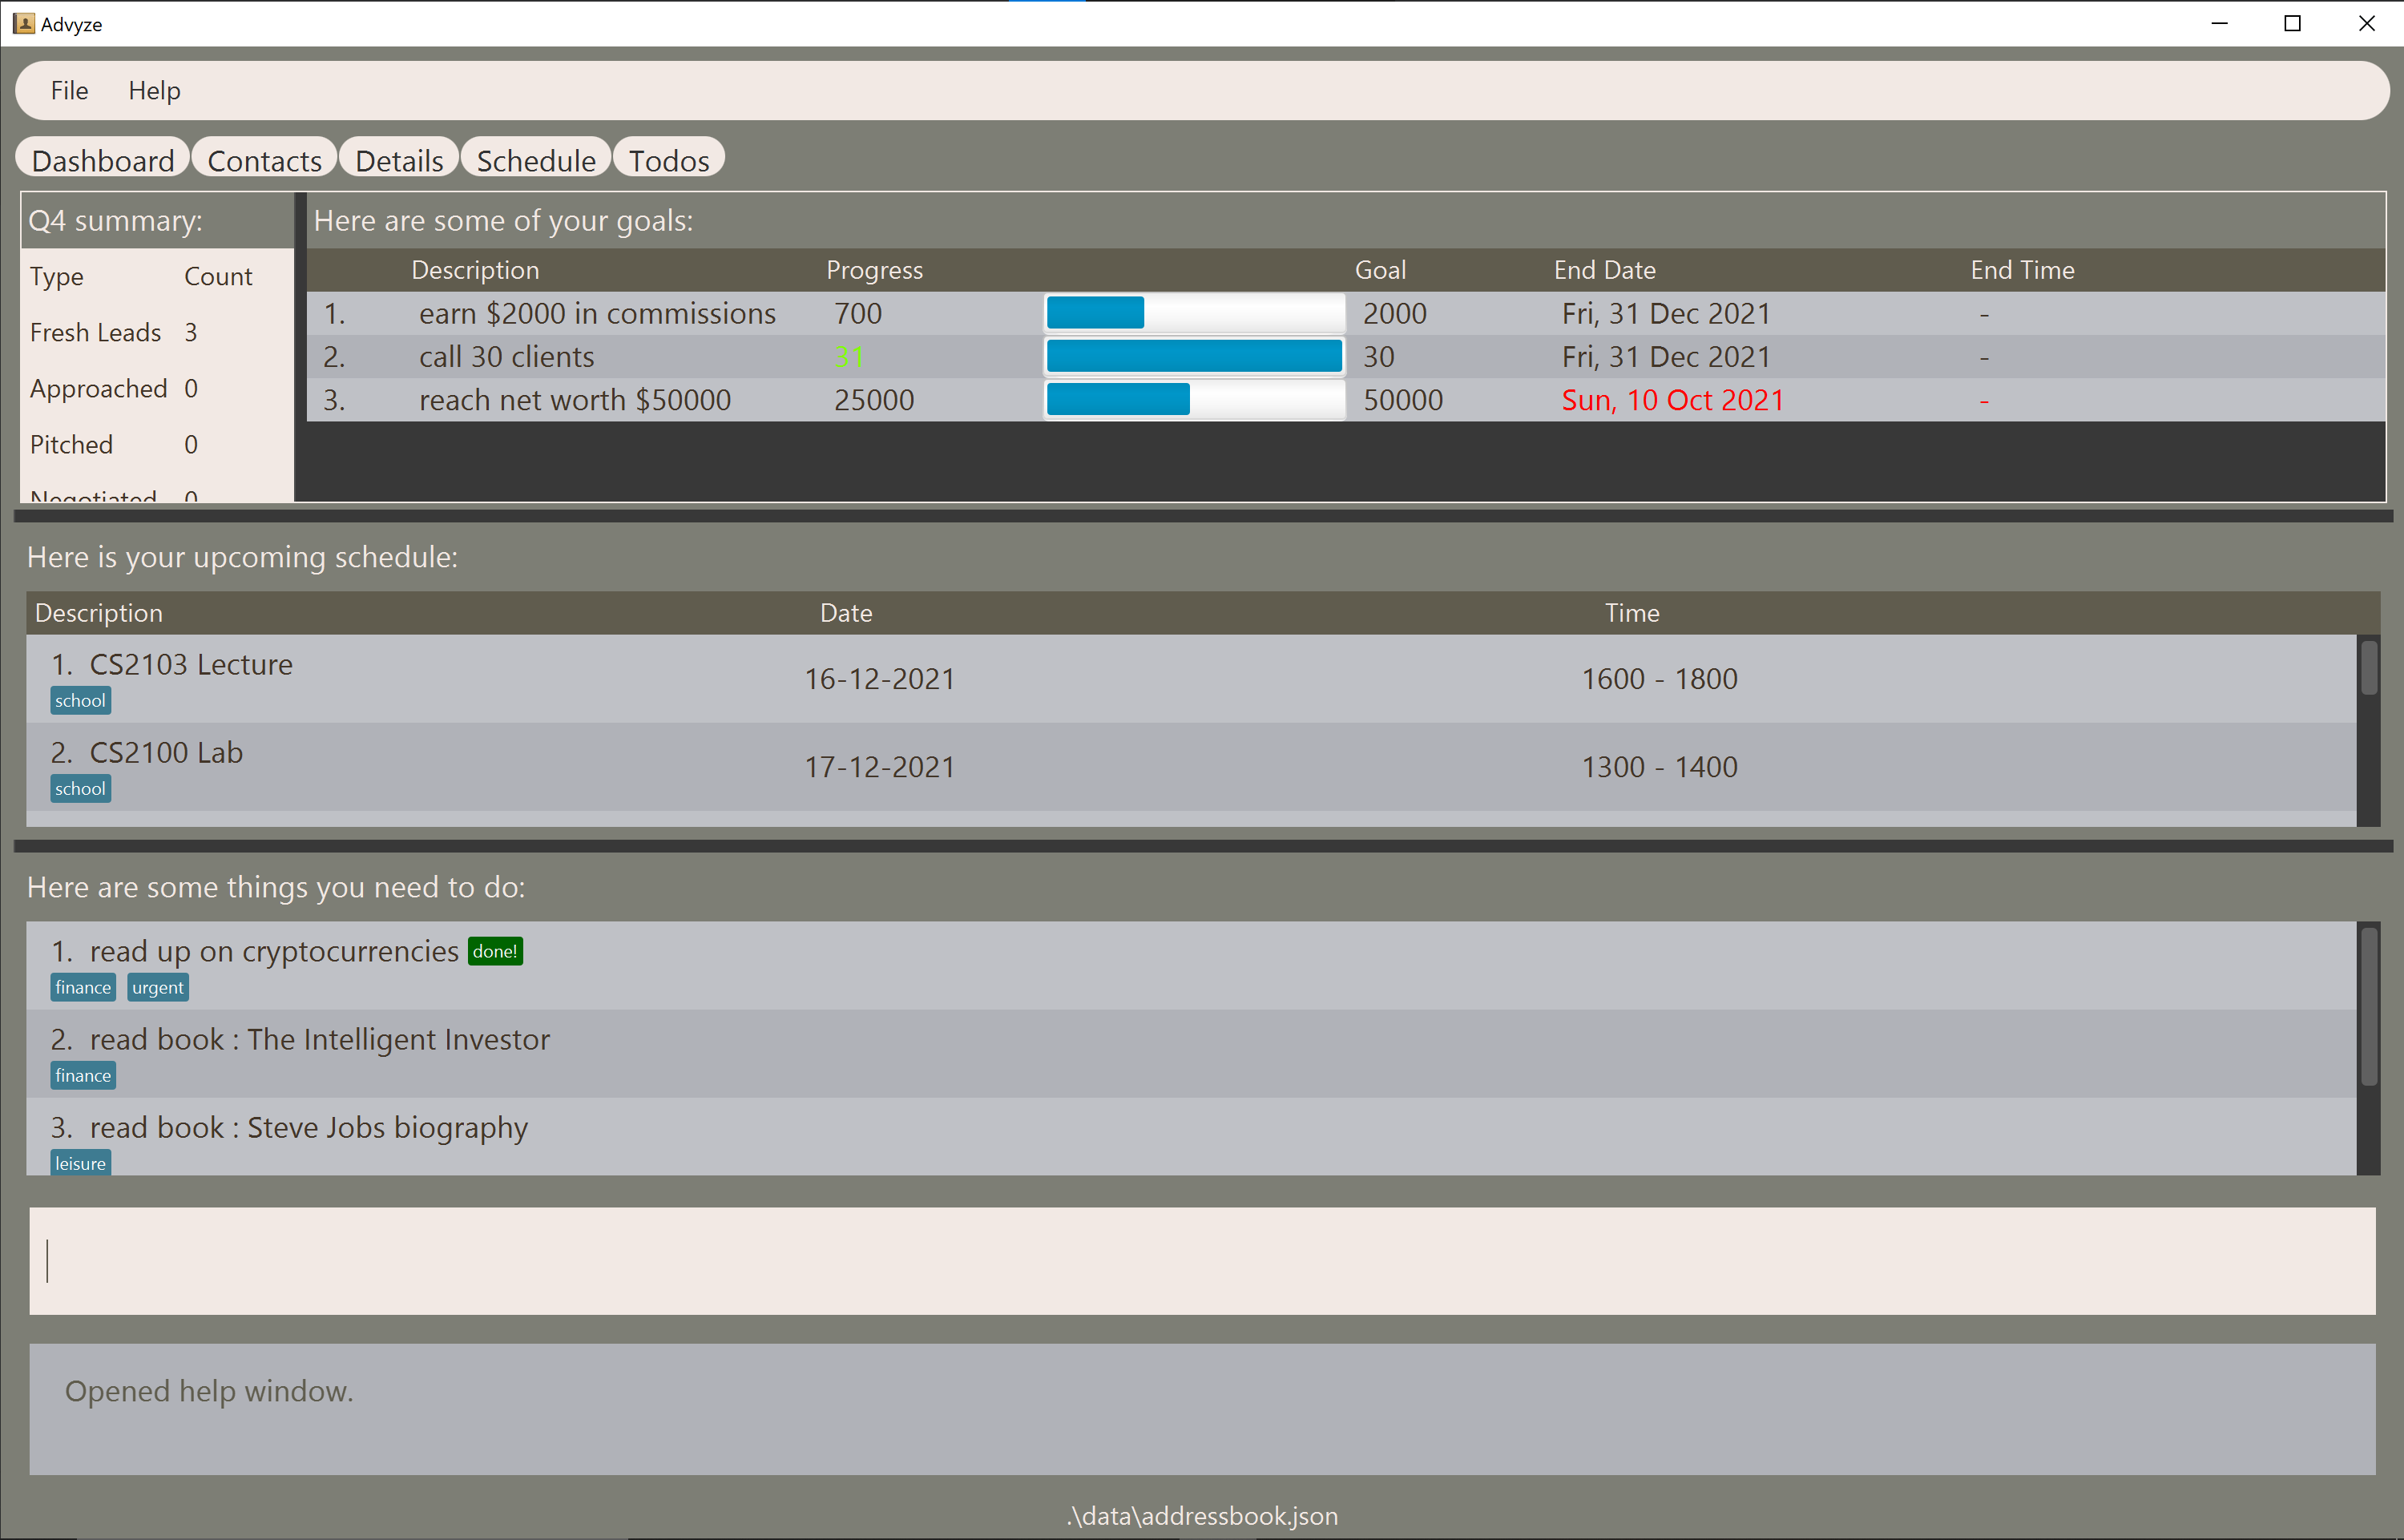 Advyze
File Help
Dashboard Contacts Details Schedule Todos
Q4 summary:
Type Count
Fresh Leads 3
Approached 0
Pitched 0
Negotiated 0
Here are some of your goals:
Description Progress Goal End Date End Time
1. earn $2000 in commissions 700 2000 Fri, 31 Dec 2021 -
2. call 30 clients 31 30 Fri, 31 Dec 2021 -
3. reach net worth $50000 25000 50000 Sun, 10 Oct 2021 -
Here is your upcoming schedule:
Description Date Time
1. CS2103 Lecture 16-12-2021 1600 - 1800
school
2. CS2100 Lab 17-12-2021 1300 - 1400
school
Here are some things you need to do:
1. read up on cryptocurrencies done!
finance urgent
2. read book : The Intelligent Investor
finance
3. read book : Steve Jobs biography
leisure
Opened help window.
.\data\addressbook.json